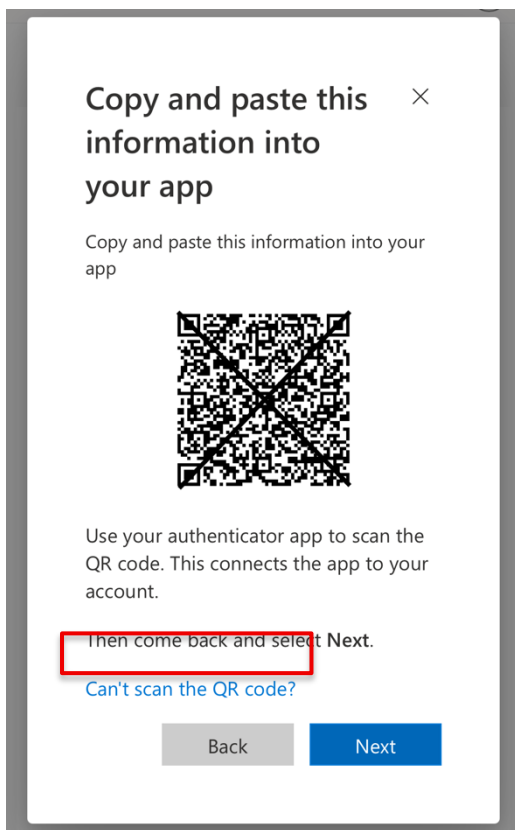 Copy and paste this
information into
your app
Copy and paste this information into your
app
Use your authenticator app to scan the
QR code. This connects the app to your
account.
Then come back and select Next.
Can't scan the QR code?
Back
Next